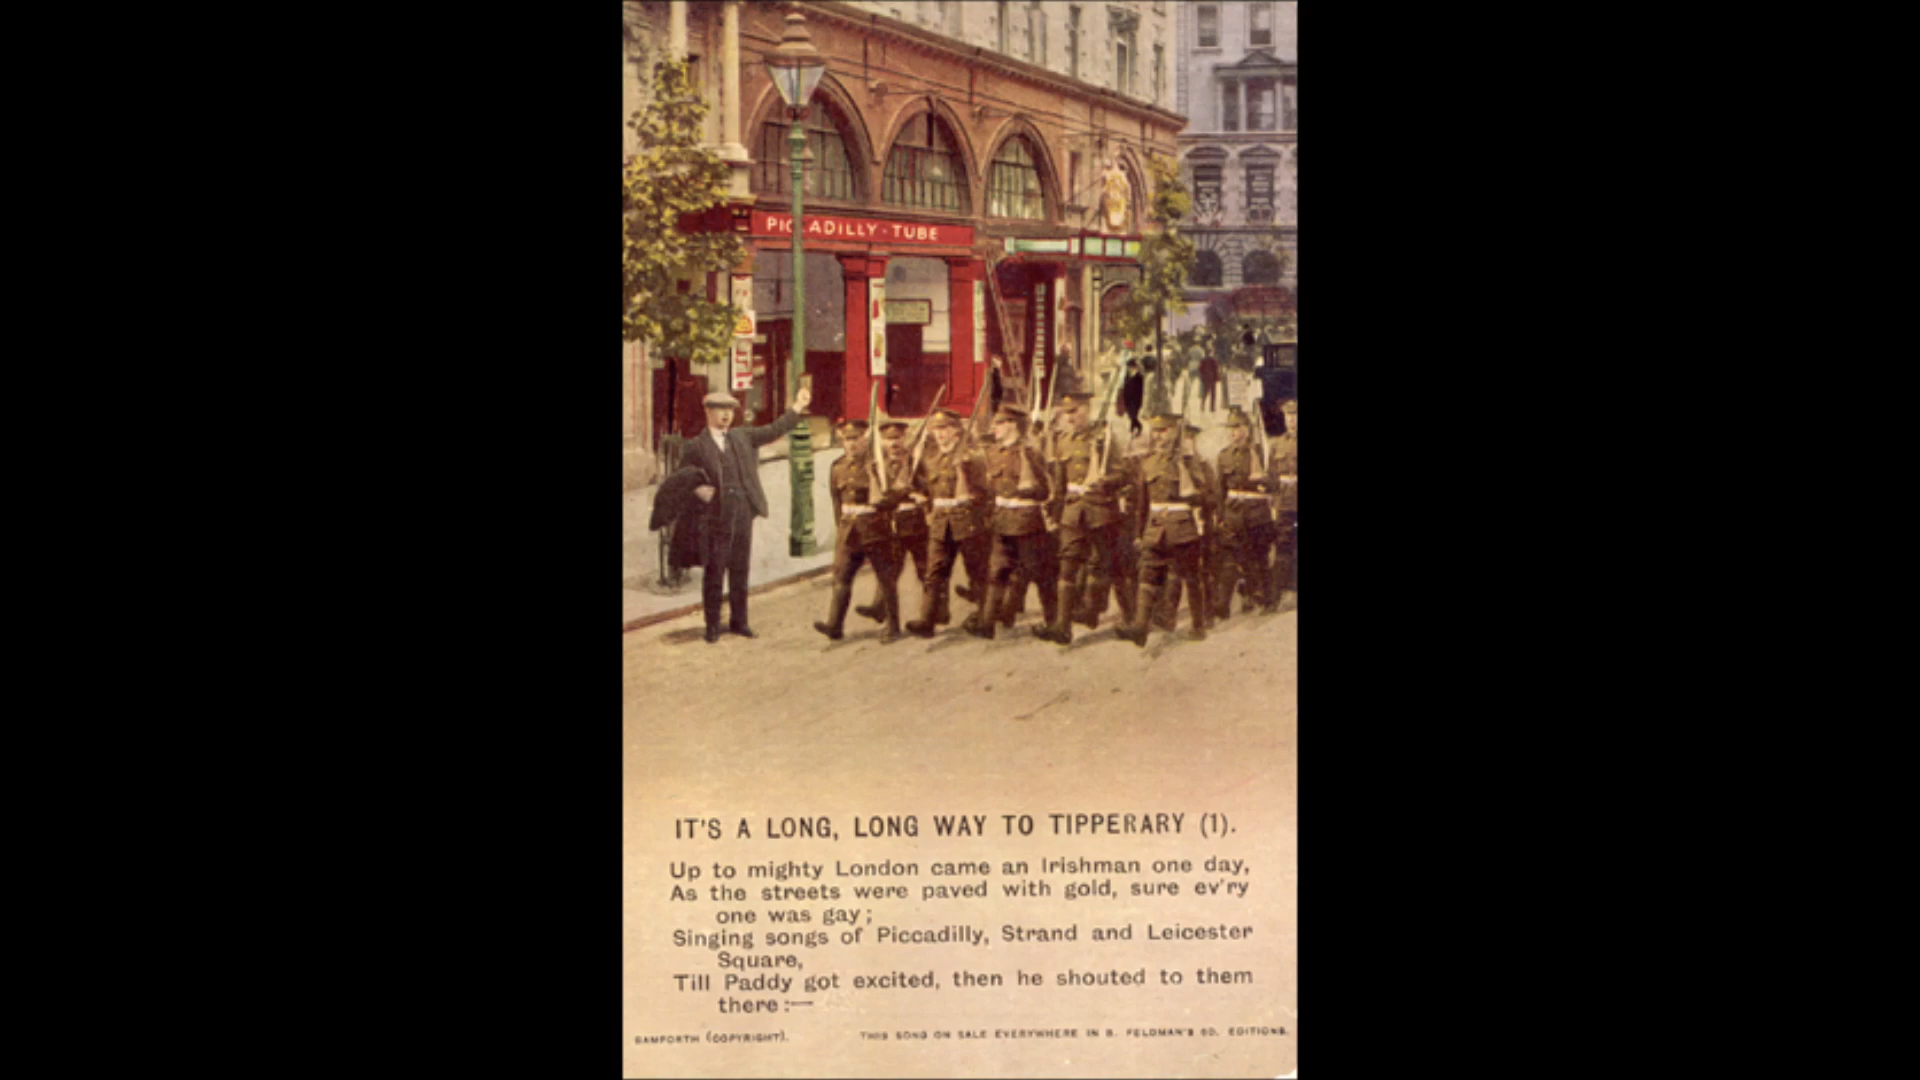 PICCADILLY · TUBE
IT'S A LONG, LONG WAY TO TIPPERARY (1).
Up to mighty London came an Irishman one day,
As the streets were paved with gold, sure ev'ry
one was gay;
Singing songs of Piccadilly, Strand and Leicester
Square,
Till Paddy got excited, then he shouted to them
there:—
BAMFORTH (COPYRIGHT).
THIS SONG ON SALE EVERYWHERE IN B. FELDMAN'S 6D. EDITIONS.